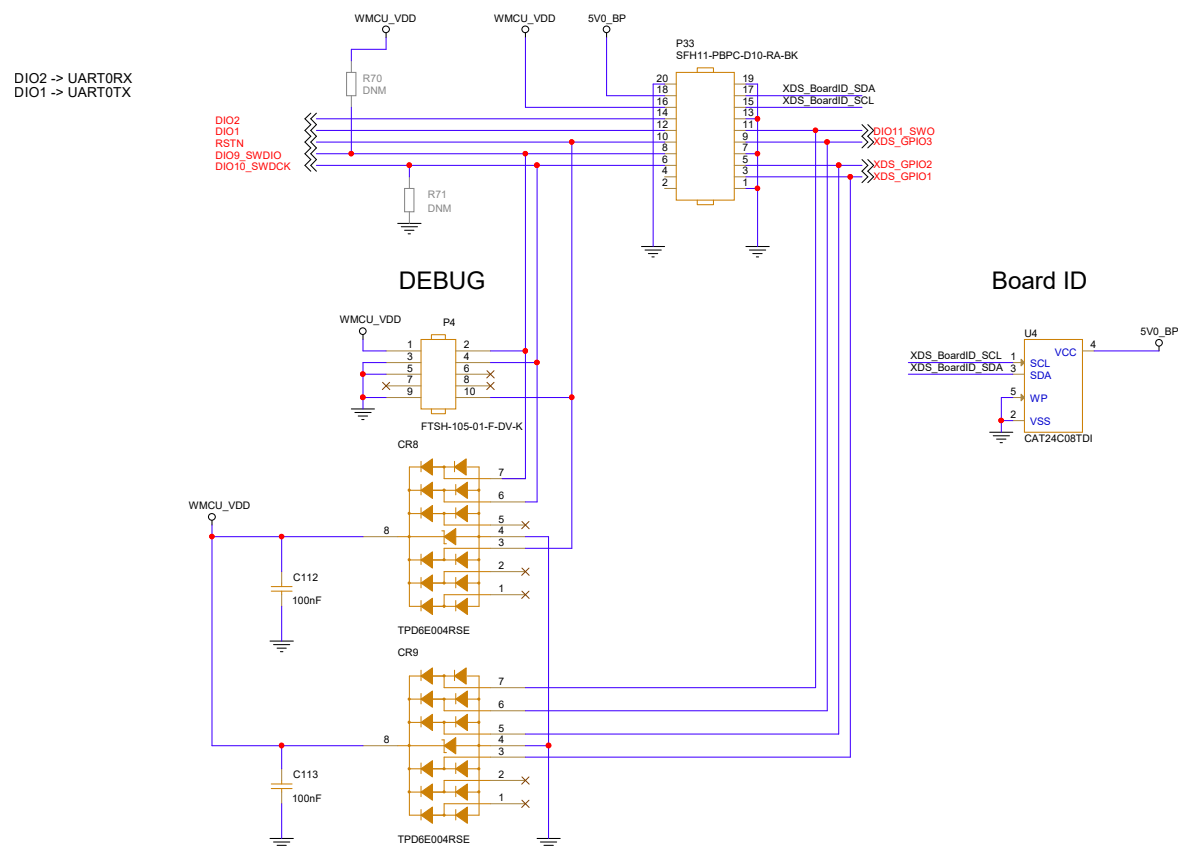 WMCU_VDD
WMCU_VDD
5V0_BP
P33
SFH11-PBPC-D10-RA-BK
DIO2 -> UART0RX
DIO1 -> UART0TX
R70
DNM
20
19
18
17
XDS_BoardID_SDA
16
15
XDS_BoardID_SCL
DIO2
14
13
DIO1
12
11
DIO11_SWO
RSTN
10
9
XDS_GPIO3
DIO9_SWDIO
8
7
DIO10_SWDCK
6
5
XDS_GPIO2
4
3
XDS_GPIO1
2
1
R71
DNM
DEBUG
Board ID
WMCU_VDD
P4
1
2
3
4
5
6
7
8
9
10
FTSH-105-01-F-DV-K
U4
5V0_BP
XDS_BoardID_SCL
1
SCL
VCC
4
XDS_BoardID_SDA
3
SDA
5
WP
2
VSS
CAT24C08TDI
CR8
7
6
5
4
3
2
1
8
WMCU_VDD
C112
100nF
TPD6E004RSE
CR9
7
6
5
4
3
2
1
8
C113
100nF
TPD6E004RSE